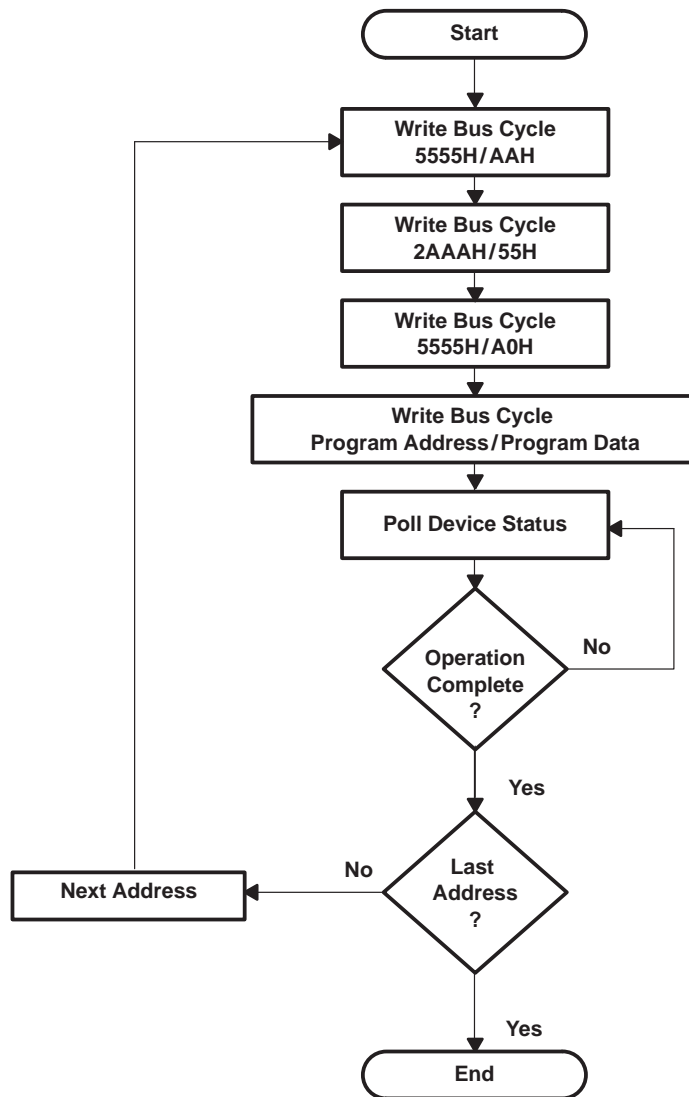 Start
Write Bus Cycle
5555H/AAH
Write Bus Cycle
2AAAH/55H
Write Bus Cycle
5555H/A0H
Write Bus Cycle
Program Address/Program Data
Poll Device Status
Operation
Complete
?
No
Yes
Last
Address
?
No
Next Address
Yes
End